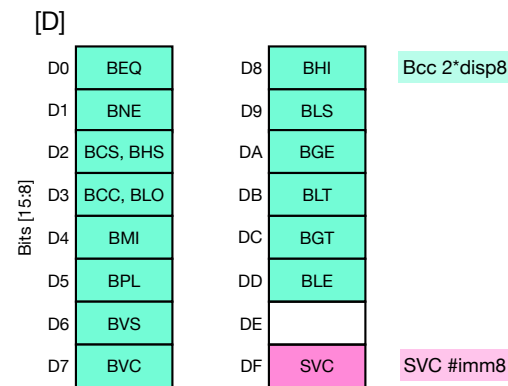 [D]
D0 BEQ D8 BHI Bcc 2*disp8
D1 BNE D9 BLS
D2 BCS, BHS DA BGE
D3 BCC, BLO DB BLT
D4 BMI DC BGT
D5 BPL DD BLE
D6 BVS DE
D7 BVC DF SVC SVC #imm8
Bits [15:8]